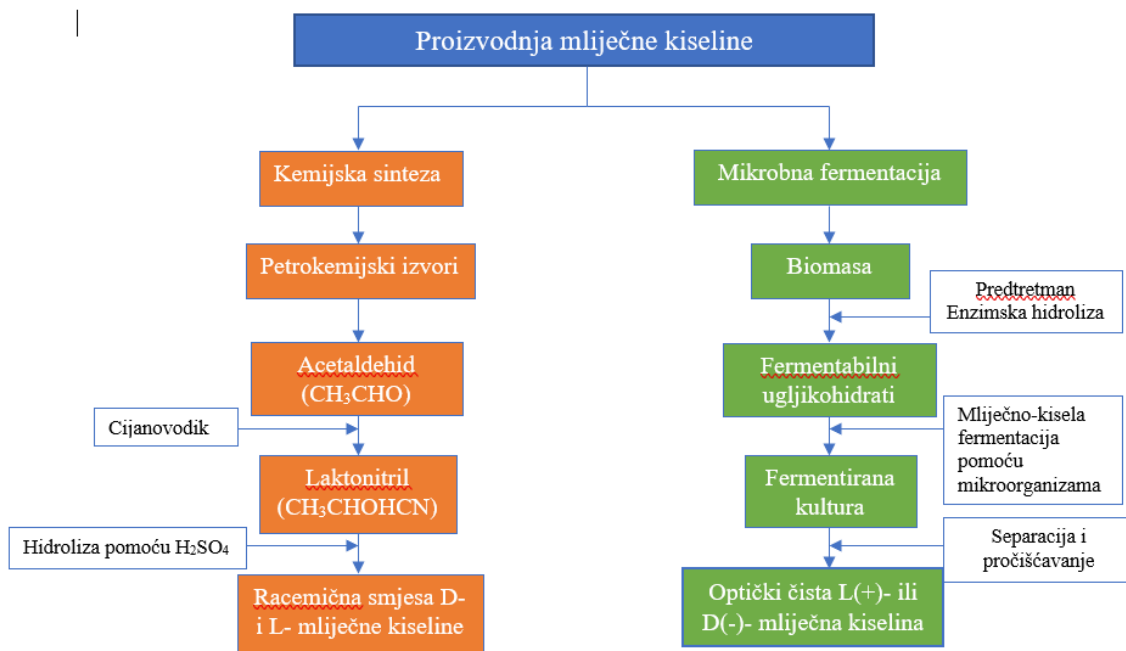 Proizvodnja mliječne kiseline
Kemijska sinteza
Petrokemijski izvori
Acetaldehid
(CH₃CHO)
Cijanovodik
Laktonitril
(CH₃CHOHCN)
Hidroliza pomoću H₂SO₄
Racemična smjesa D-
i L- mliječne kiseline
Mikrobna fermentacija
Biomasa
Predtretman
Enzimska hidroliza
Fermentabilni
ugljikohidrati
Mliječno-kisela
fermentacija
pomoću
mikroorganizama
Fermentirana
kultura
Separacija i
pročišćavanje
Optički čista L(+)- ili
D(-)- mliječna kiselina